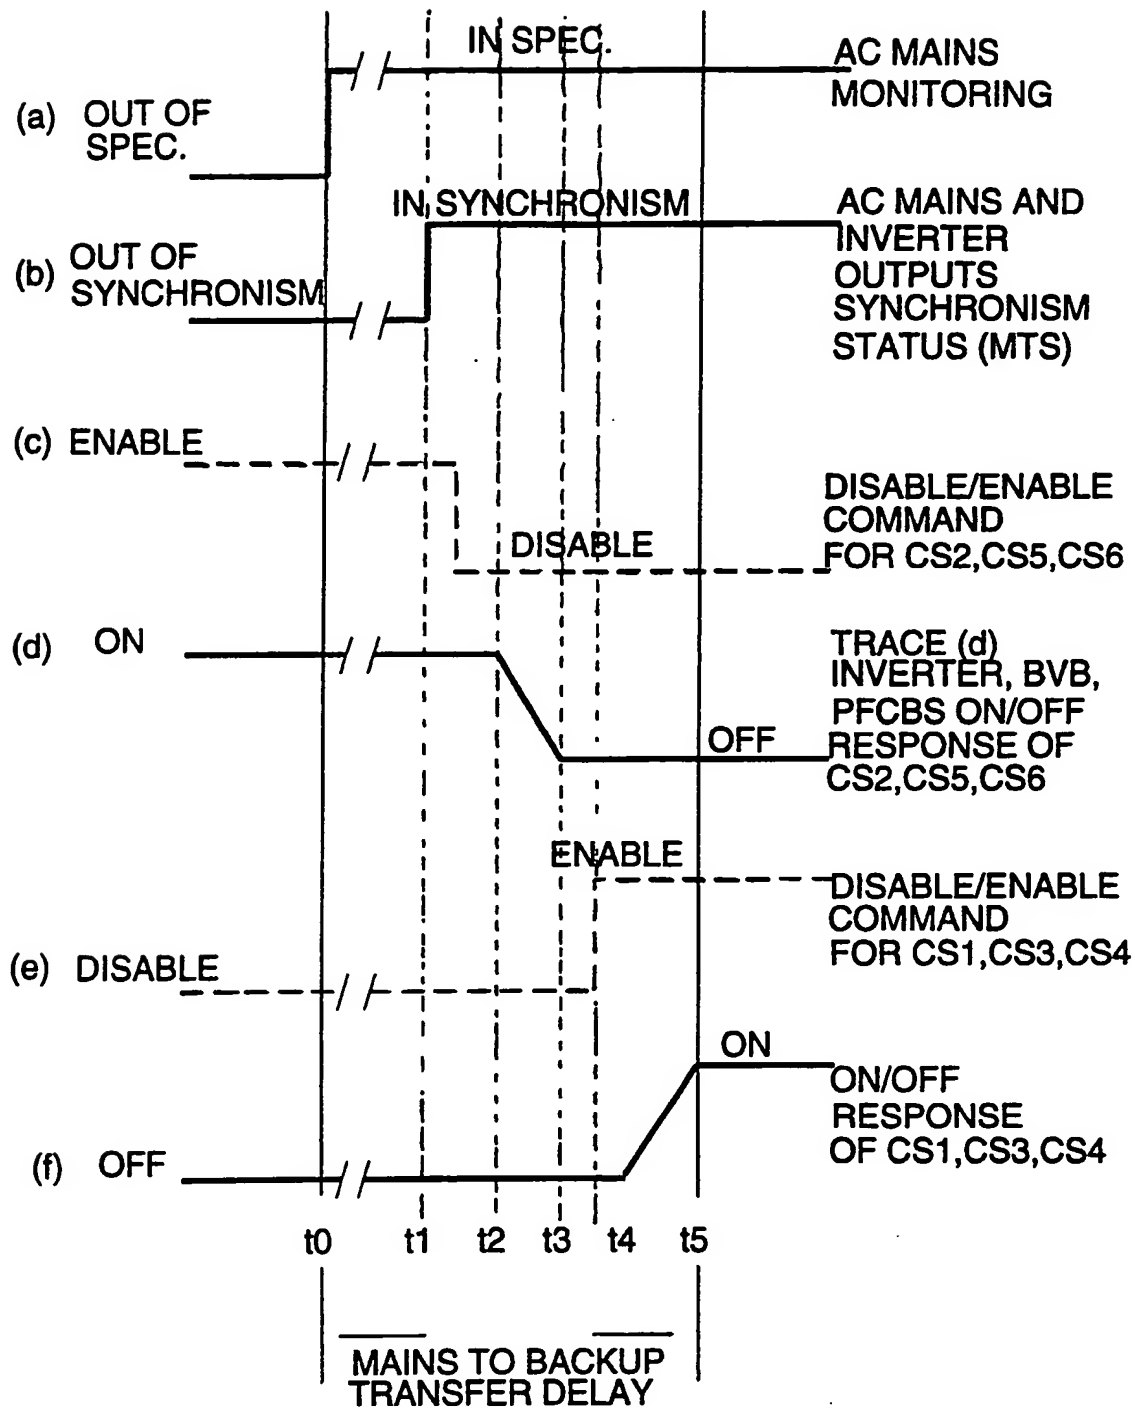 IN SPEC.
AC MAINS
MONITORING
(a) OUT OF
SPEC.
IN SYNCHRONISM
AC MAINS AND
INVERTER
OUTPUTS
SYNCHRONISM
STATUS (MTS)
(b) OUT OF
SYNCHRONISM
(c) ENABLE
DISABLE
DISABLE/ENABLE
COMMAND
FOR CS2,CS5,CS6
(d) ON
OFF
TRACE (d)
INVERTER, BVB,
PFCBS ON/OFF
RESPONSE OF
CS2,CS5,CS6
ENABLE
DISABLE/ENABLE
COMMAND
FOR CS1,CS3,CS4
(e) DISABLE
ON
ON/OFF
RESPONSE
OF CS1,CS3,CS4
(f) OFF
t0 t1 t2 t3 t4 t5
MAINS TO BACKUP
TRANSFER DELAY